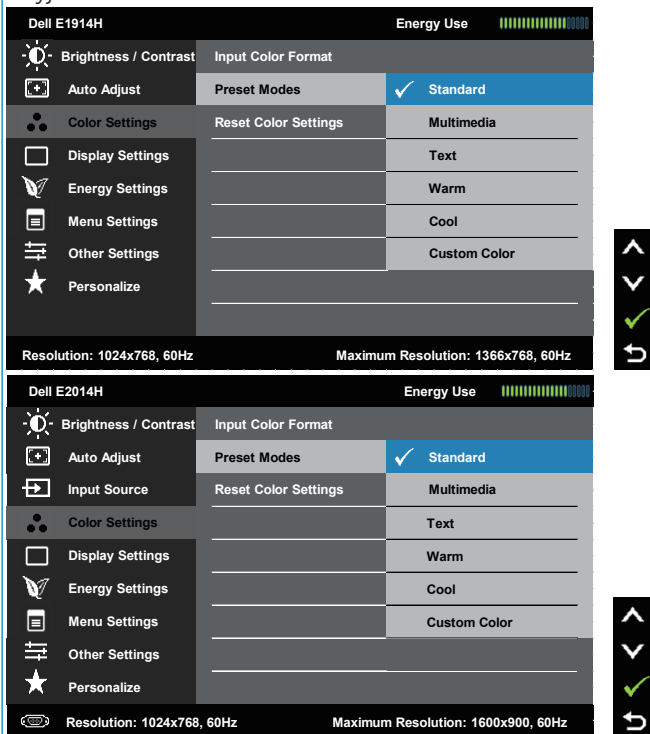 Dell E1914H Energy Use
Brightness / Contrast Input Color Format
Auto Adjust Preset Modes Standard
Color Settings Reset Color Settings Multimedia
Display Settings Text
Energy Settings Warm
Menu Settings Cool
Other Settings Custom Color
Personalize
Resolution: 1024x768, 60Hz Maximum Resolution: 1366x768, 60Hz
Dell E2014H Energy Use
Brightness / Contrast Input Color Format
Auto Adjust Preset Modes Standard
Input Source Reset Color Settings Multimedia
Color Settings Text
Display Settings Warm
Energy Settings Cool
Menu Settings Custom Color
Other Settings
Personalize
Resolution: 1024x768, 60Hz Maximum Resolution: 1600x900, 60Hz